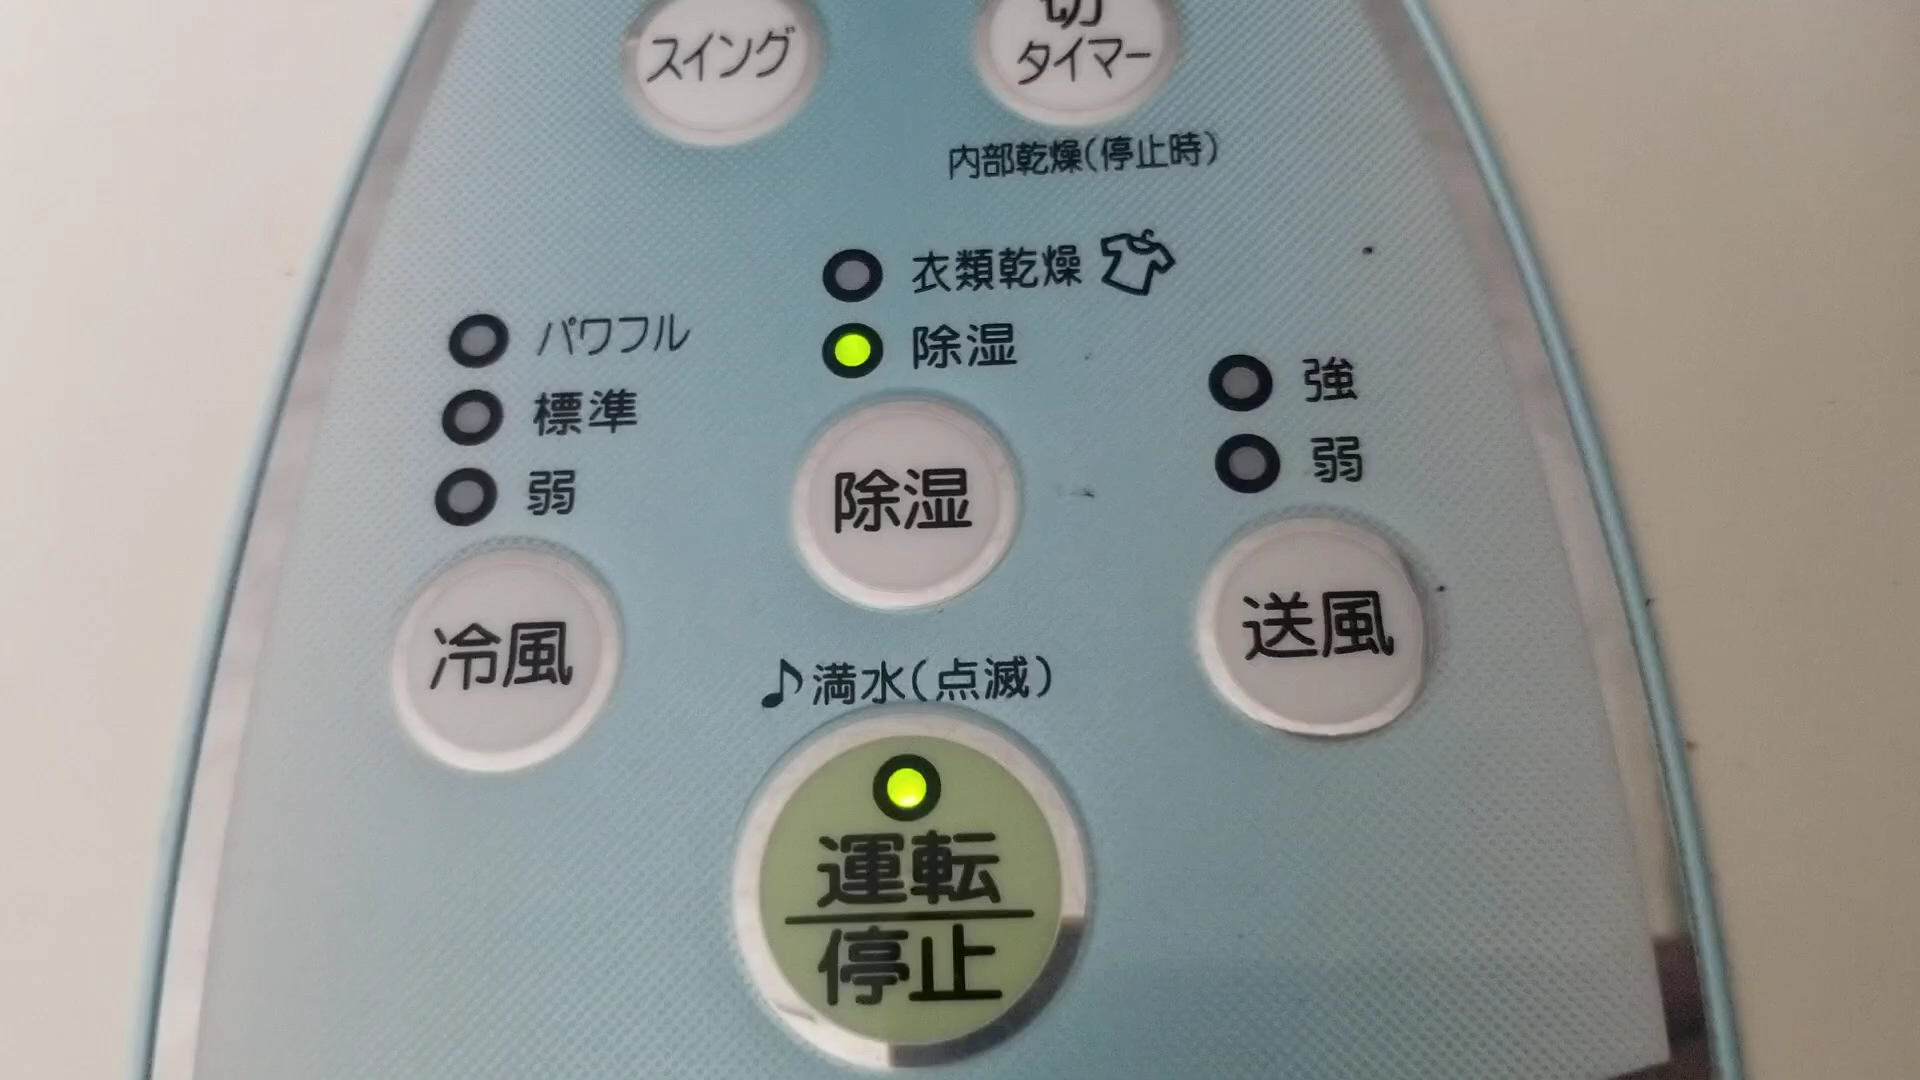 スイング
切
タイマー
内部乾燥(停止時)
衣類乾燥
除湿
パワフル
標準
弱
強
弱
除湿
冷風
送風
♪満水(点滅)
運転
停止